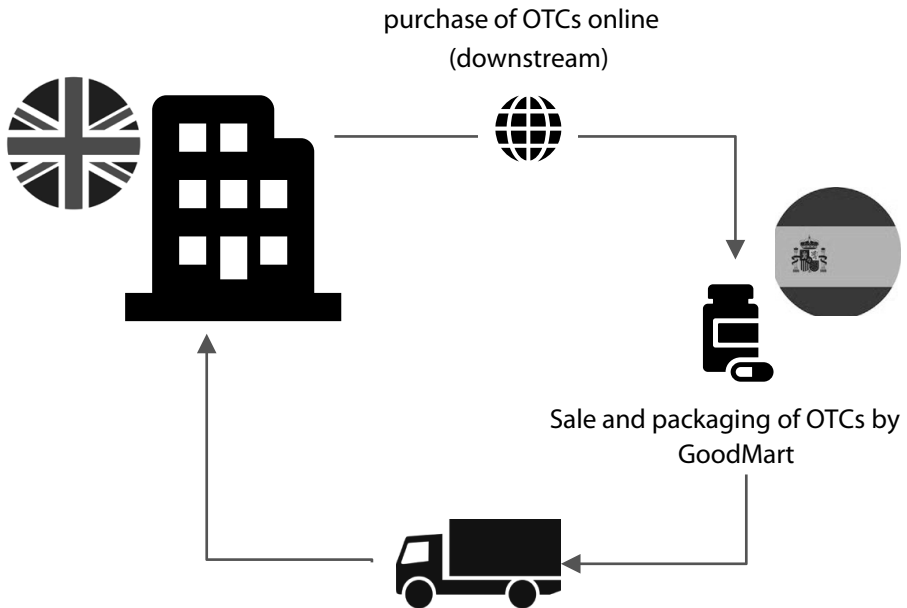 purchase of OTCs online
(downstream)
Sale and packaging of OTCs by
GoodMart